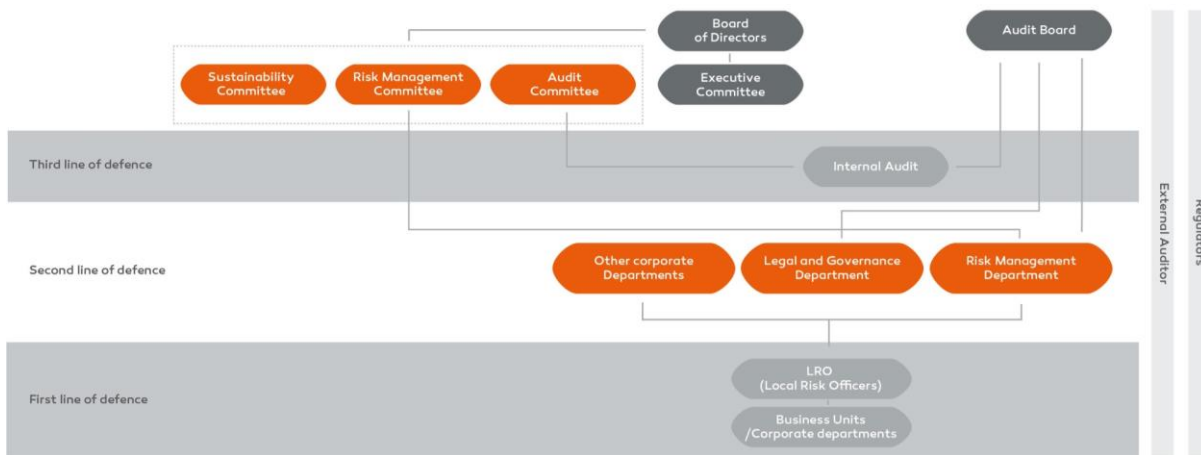 Board
of Directors
Audit Board
Sustainability
Committee
Risk Management
Committee
Audit
Committee
Executive
Committee
Third line of defence
Internal Audit
Second line of defence
Other corporate
Departments
Legal and Governance
Department
Risk Management
Department
First line of defence
LRO
(Local Risk Officers)
Business Units
/Corporate departments
External Auditor
Regulators